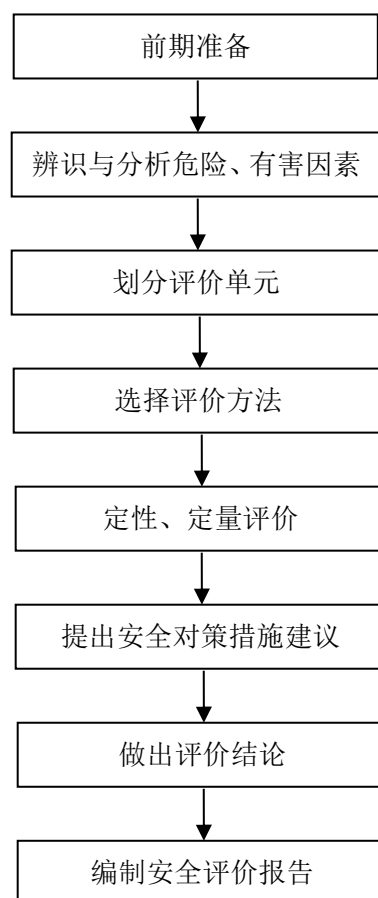 前期准备
辨识与分析危险、有害因素
划分评价单元
选择评价方法
定性、定量评价
提出安全对策措施建议
做出评价结论
编制安全评价报告